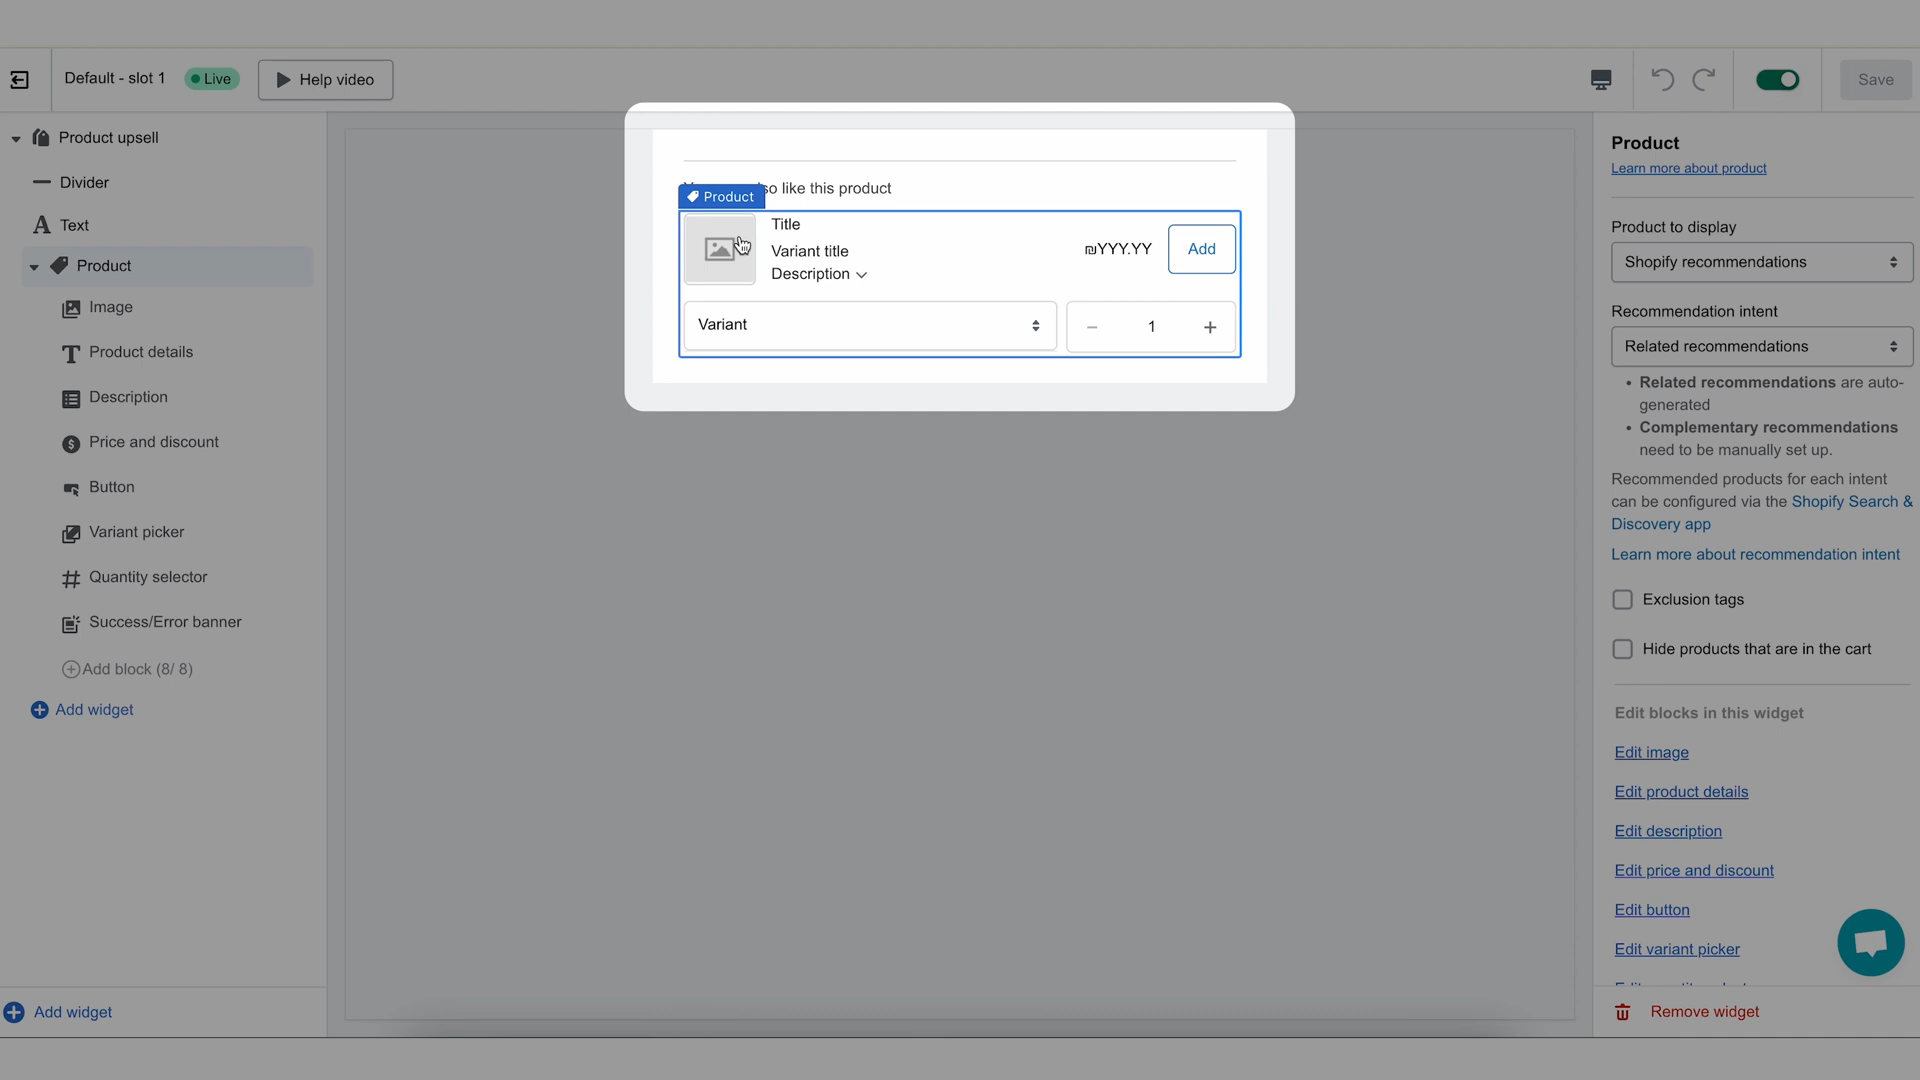 Default - slot 1
Live
Help video
Save
Product upsell
Divider
Text
Product
Image
Product details
Description
Price and discount
Button
Variant picker
Quantity selector
Success/Error banner
Add block (8/ 8)
Add widget
Add widget
so like this product
Product
Title
Variant title
Description
₪YYY.YY
Add
Variant
1
Product
Learn more about product
Product to display
Shopify recommendations
Recommendation intent
Related recommendations
• Related recommendations are auto-
generated
• Complementary recommendations
need to be manually set up.
Recommended products for each intent
can be configured via the Shopify Search &
Discovery app
Learn more about recommendation intent
Exclusion tags
Hide products that are in the cart
Edit blocks in this widget
Edit image
Edit product details
Edit description
Edit price and discount
Edit button
Edit variant picker
Remove widget